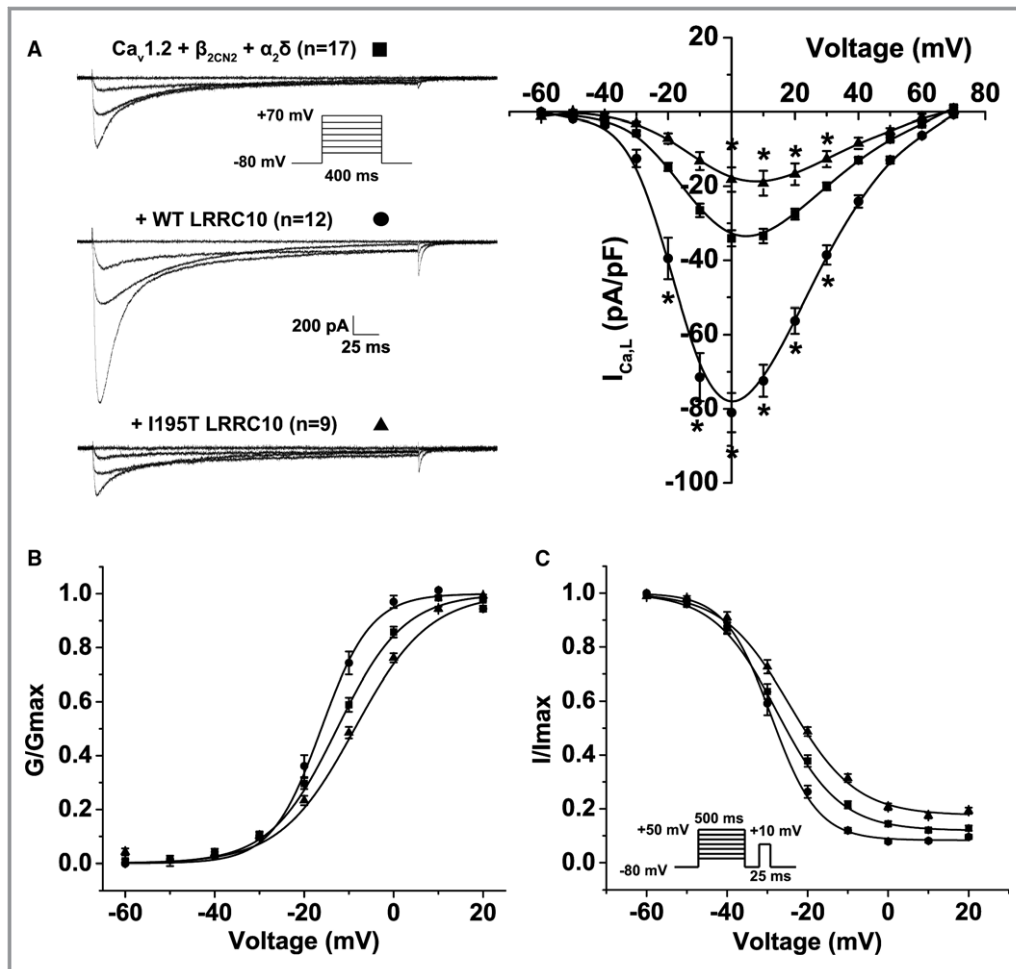 A
Caᵥ1.2 + β₂CN2 + α₂δ (n=17) ■
+70 mV
-80 mV
400 ms
+ WT LRRC10 (n=12) ●
200 pA
25 ms
+ I195T LRRC10 (n=9) ▲
20
Voltage (mV)
-60 -40 -20 20 40 60 80
-20
-40
-60
-80
-100
I_Ca,L (pA/pF)
* * * *
* * * * * * *
B
1.0
0.8
0.6
0.4
0.2
0.0
G/Gmax
-60 -40 -20 0 20
Voltage (mV)
C
1.0
0.8
0.6
0.4
0.2
0.0
I/Imax
500 ms
+50 mV +10 mV
-80 mV
25 ms
-60 -40 -20 0 20
Voltage (mV)